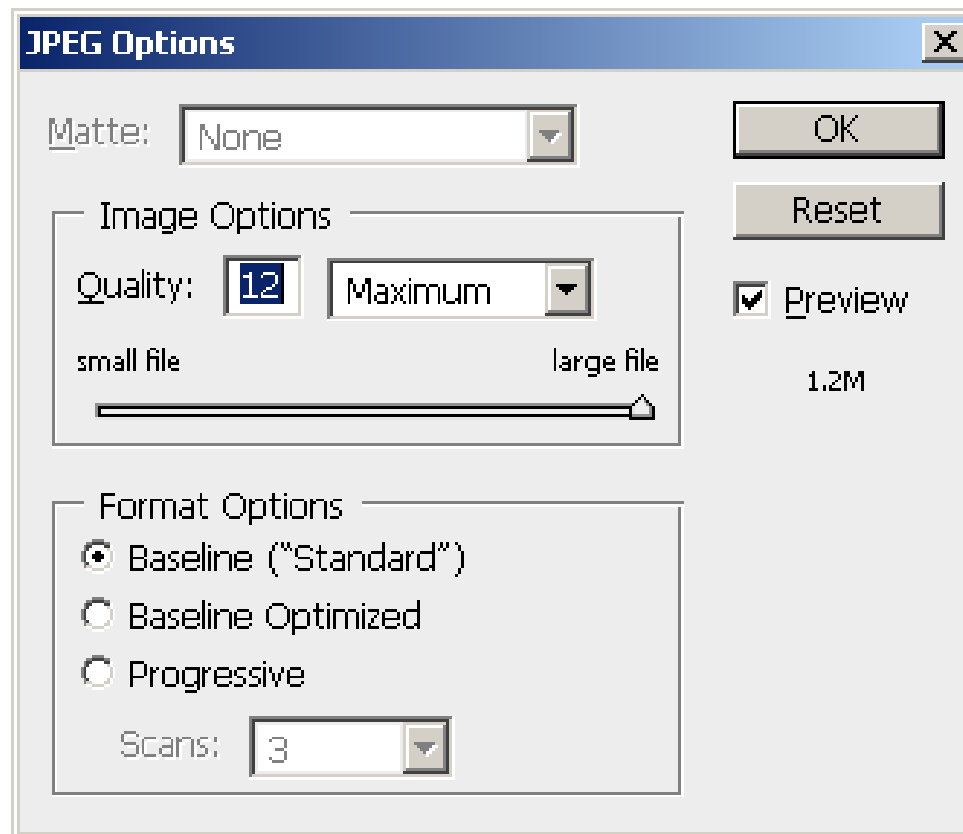 JPEG Options
Matte: None
OK
Reset
Image Options
Quality: 12 Maximum
Preview
small file large file
1.2M
Format Options
Baseline ("Standard")
Baseline Optimized
Progressive
Scans: 3